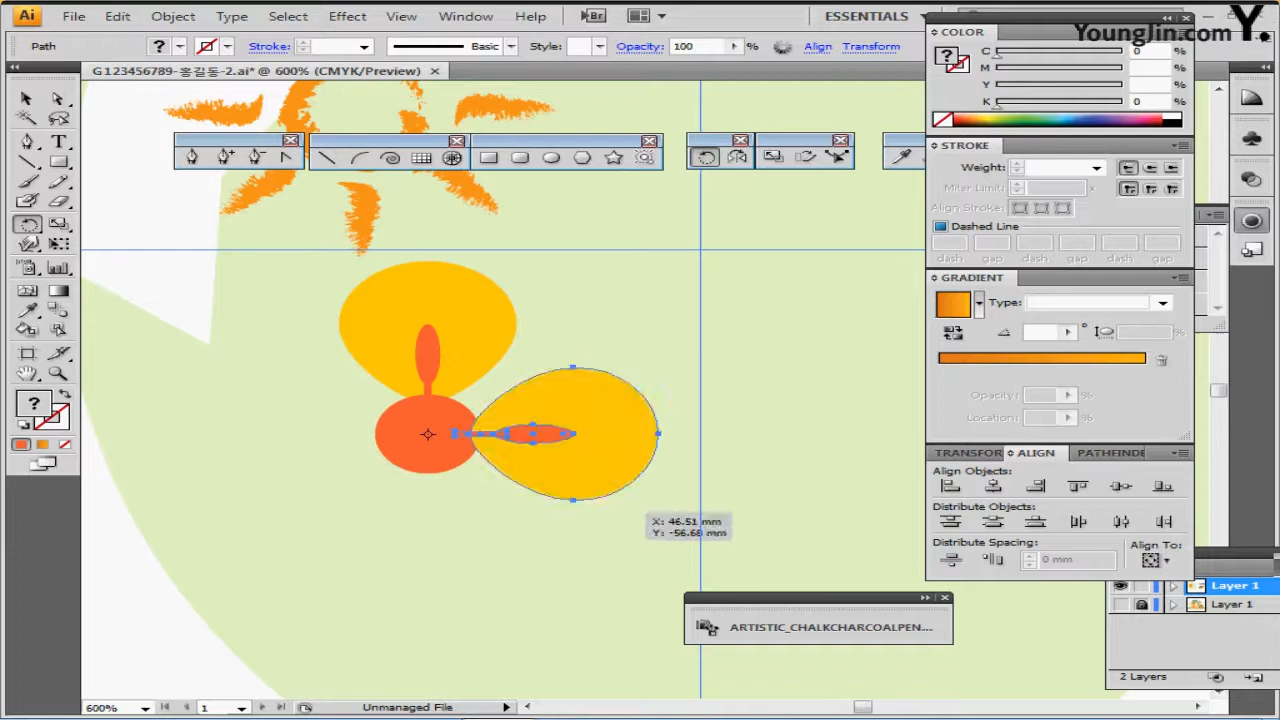 Ai File Edit Object Type Select Effect View Window Help Br ESSENTIALS
YoungJin.com Y.
Path ? Stroke: Basic Style: Opacity: 100 % Align Transform
G123456789-홍길동-2.ai* @ 600% (CMYK/Preview)
COLOR
?
C 0 %
M %
Y %
K 0 %
STROKE
Weight:
Miter Limit: x
Align Stroke:
Dashed Line
dash gap dash gap dash gap
GRADIENT
Type:
°
%
Opacity: %
Location: %
TRANSFOR ALIGN PATHFINDE
Align Objects:
Distribute Objects:
Distribute Spacing: Align To:
0 mm
T
?
X: 46.51 mm
Y: -56.68 mm
ARTISTIC_CHALKCHARCOALPEN...
Layer 1
Layer 1
2 Layers
600% 1 Unmanaged File